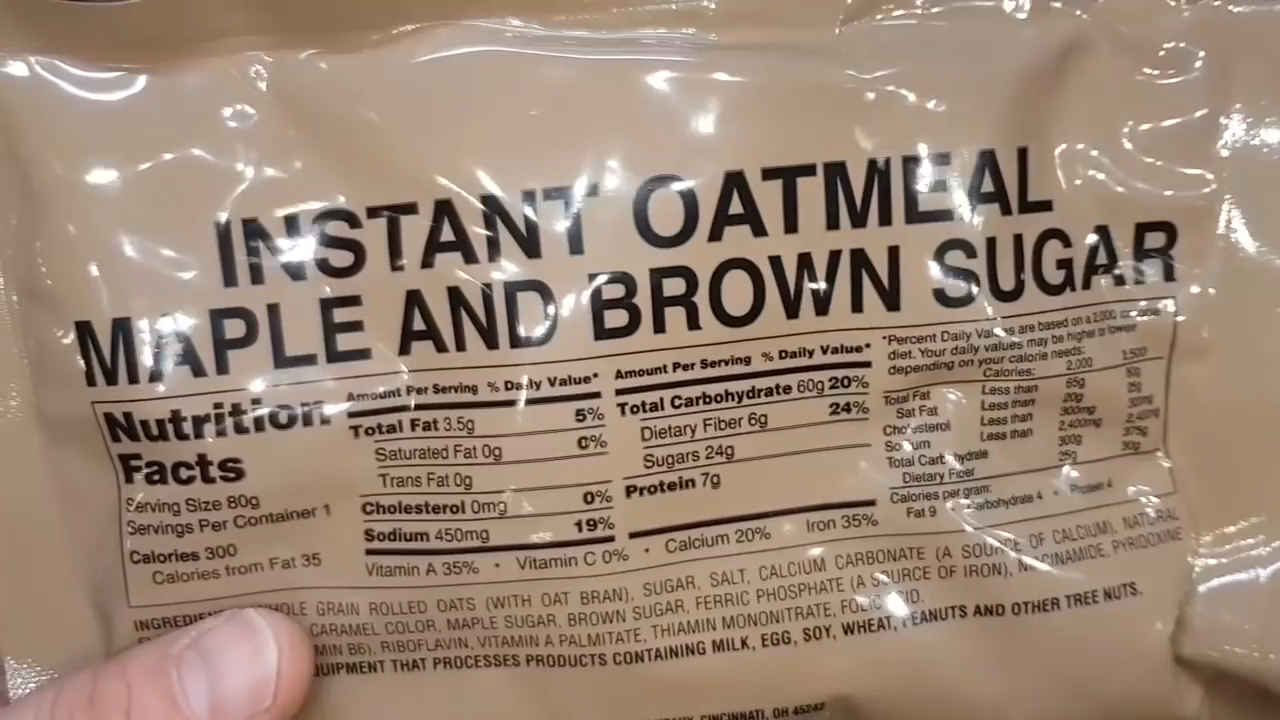 INSTANT OATMEAL
MAPLE AND BROWN SUGAR
Nutrition
Facts
Serving Size 80g
Servings Per Container 1
Calories 300
Calories from Fat 35
Amount Per Serving % Daily Value*
Total Fat 3.5g 5%
Saturated Fat 0g 0%
Trans Fat 0g
Cholesterol 0mg 0%
Sodium 450mg 19%
Amount Per Serving % Daily Value*
Total Carbohydrate 60g 20%
Dietary Fiber 6g 24%
Sugars 24g
Protein 7g
Vitamin A 35% • Vitamin C 0% • Calcium 20% Iron 35%
*Percent Daily Values are based on a 2,000 calorie
diet. Your daily values may be higher or lower
depending on your calorie needs:
Calories: 2,000 2,500
Total Fat Less than 65g
Sat Fat Less than 20g
Cholesterol Less than 300mg
Sodium Less than 2,400mg
Total Carbohydrate 300g 375g
Dietary Fiber 25g 30g
Calories per gram:
Fat 9 • Carbohydrate 4 • Protein 4
WHOLE GRAIN ROLLED OATS (WITH OAT BRAN), SUGAR, SALT, CALCIUM CARBONATE (A SOURCE OF CALCIUM), NATURAL
CARAMEL COLOR, MAPLE SUGAR, BROWN SUGAR, FERRIC PHOSPHATE (A SOURCE OF IRON), NIACINAMIDE, PYRIDOXINE
B6), RIBOFLAVIN, VITAMIN A PALMITATE, THIAMIN MONONITRATE, FOLIC ACID.
THAT PROCESSES PRODUCTS CONTAINING MILK, EGG, SOY, WHEAT, PEANUTS AND OTHER TREE NUTS.
CINCINNATI, OH 45242